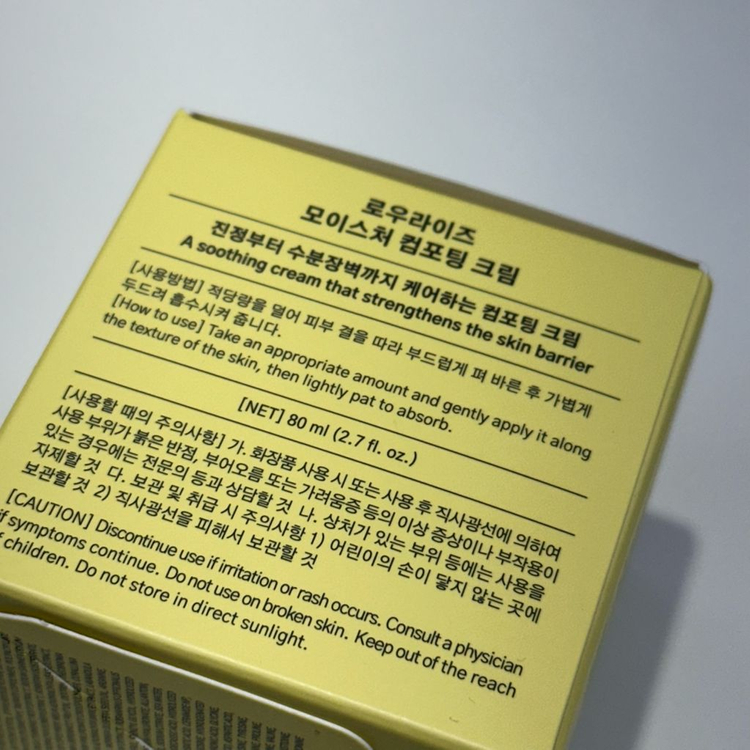 로우라이즈
모이스처 컴포팅 크림
진정부터 수분장벽까지 케어하는 컴포팅 크림
A soothing cream that strengthens the skin barrier
[사용방법] 적당량을 덜어 피부 결을 따라 부드럽게 펴 바른 후 가볍게
두드려 흡수시켜 줍니다.
[How to use] Take an appropriate amount and gently apply it along
the texture of the skin, then lightly pat to absorb.
[NET] 80 ml (2.7 fl. oz.)
[사용할 때의 주의사항] 가. 화장품 사용 시 또는 사용 후 직사광선에 의하여
사용 부위가 붉은 반점, 부어오름 또는 가려움증 등의 이상 증상이나 부작용이
있는 경우에는 전문의 등과 상담할 것 나. 상처가 있는 부위 등에는 사용을
자제할 것 다. 보관 및 취급 시 주의사항 1) 어린이의 손이 닿지 않는 곳에
보관할 것 2) 직사광선을 피해서 보관할 것
[CAUTION] Discontinue use if irritation or rash occurs. Consult a physician
if symptoms continue. Do not use on broken skin. Keep out of the reach
f children. Do not store in direct sunlight.